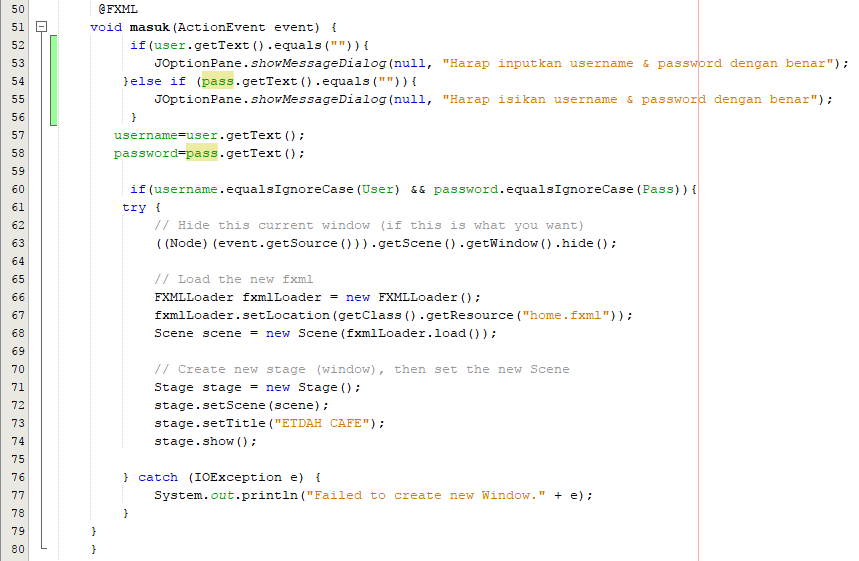 50 @FXML
51 void masuk(ActionEvent event) {
52 if(user.getText().equals("")){
53 JOptionPane.showMessageDialog(null, "Harap inputkan username & password dengan benar");
54 }else if (pass.getText().equals("")){
55 JOptionPane.showMessageDialog(null, "Harap isikan username & password dengan benar");
56 }
57 username=user.getText();
58 password=pass.getText();
59
60 if(username.equalsIgnoreCase(User) && password.equalsIgnoreCase(Pass)){
61 try {
62 // Hide this current window (if this is what you want)
63 ((Node)(event.getSource())).getScene().getWindow().hide();
64
65 // Load the new fxml
66 FXMLLoader fxmlLoader = new FXMLLoader();
67 fxmlLoader.setLocation(getClass().getResource("home.fxml"));
68 Scene scene = new Scene(fxmlLoader.load());
69
70 // Create new stage (window), then set the new Scene
71 Stage stage = new Stage();
72 stage.setScene(scene);
73 stage.setTitle("ETDAH CAFE");
74 stage.show();
75
76 } catch (IOException e) {
77 System.out.println("Failed to create new Window." + e);
78 }
79 }
80 }